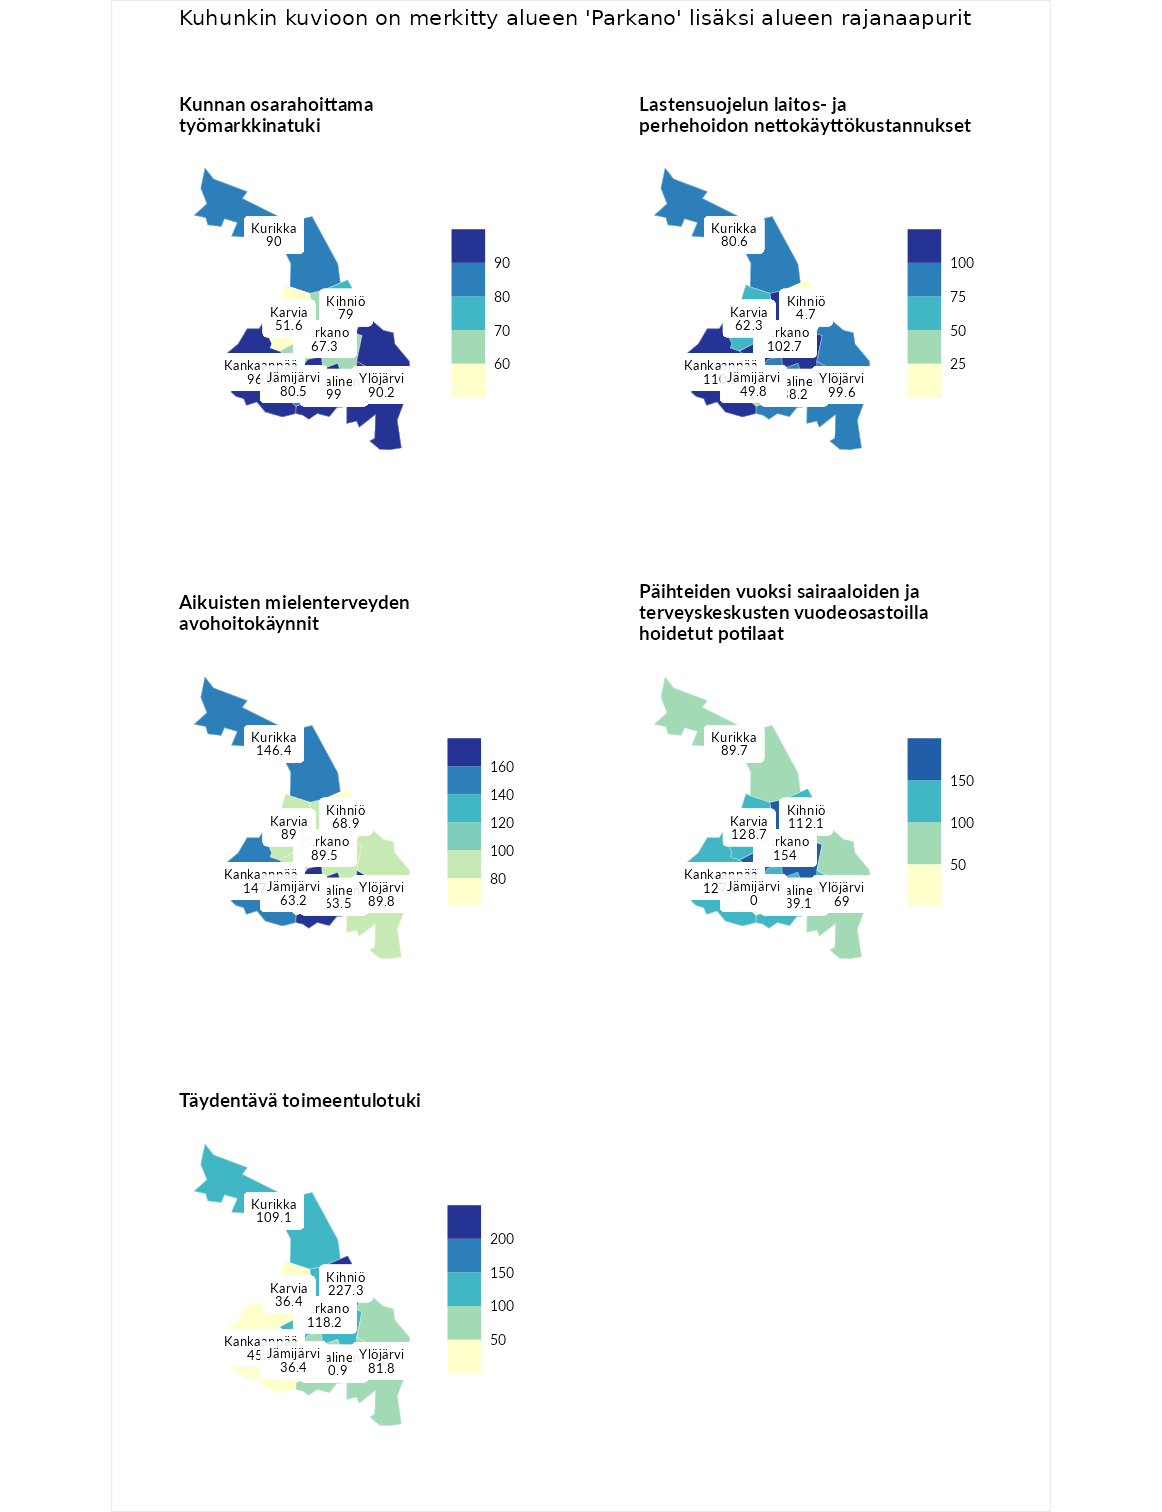 Kuhunkin kuvioon on merkitty alueen 'Parkano' lisäksi alueen rajanaapurit
Kunnan osarahoittama
työmarkkinatuki
Kurikka
90
Kihniö
79
Karvia
51.6
67.3
Jämijärvi
80.5
99
Ylöjärvi
90.2
90
80
70
60
Lastensuojelun laitos- ja
perhehoidon nettokäyttökustannukset
Kurikka
80.6
Kihniö
4.7
Karvia
62.3
102.7
Jämijärvi
49.8
Ylöjärvi
99.6
100
75
50
25
Aikuisten mielenterveyden
avohoitokäynnit
Kurikka
146.4
Kihniö
68.9
Karvia
89
89.5
Jämijärvi
63.2
Ylöjärvi
89.8
160
140
120
100
80
Päihteiden vuoksi sairaaloiden ja
terveyskeskusten vuodeosastoilla
hoidetut potilaat
Kurikka
89.7
Kihniö
112.1
Karvia
128.7
154
Jämijärvi
0
Ylöjärvi
69
150
100
50
Täydentävä toimeentulotuki
Kurikka
109.1
Kihniö
227.3
Karvia
36.4
118.2
Jämijärvi
36.4
Ylöjärvi
81.8
200
150
100
50